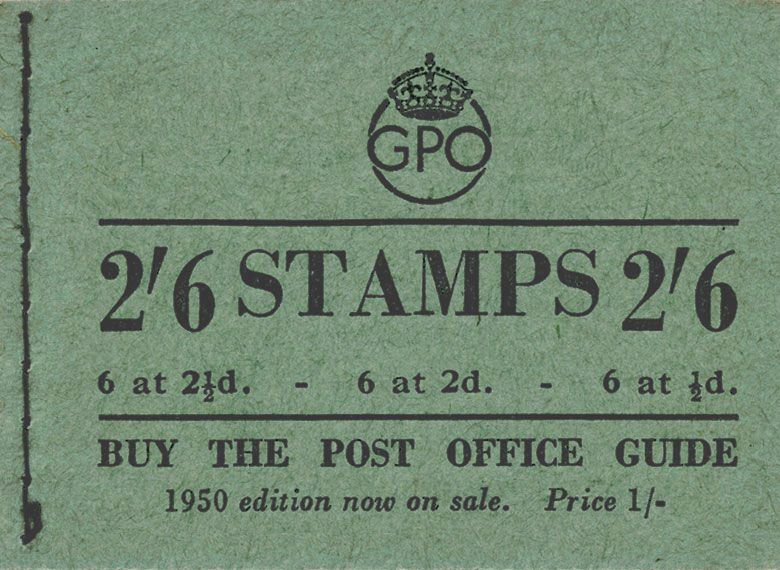 GPO
2'6 STAMPS 2'6
6 at 2½d. - 6 at 2d. - 6 at ½d.
BUY THE POST OFFICE GUIDE
1950 edition now on sale. Price 1/-